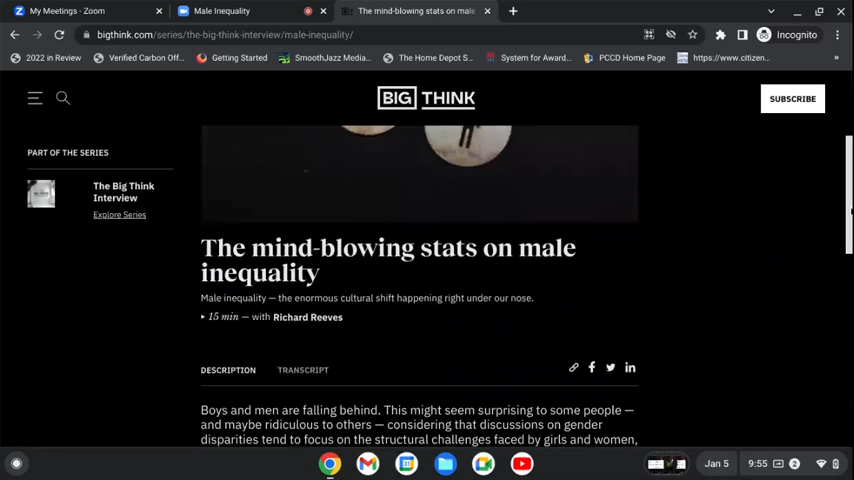 My Meetings - Zoom
Male Inequality
The mind-blowing stats on male
bigthink.com/series/the-big-think-interview/male-inequality/
Incognito
2022 in Review
Verified Carbon Off...
Getting Started
SmoothJazz Media...
The Home Depot S...
System for Award...
PCCD Home Page
https://www.citizen...
BIG THINK
SUBSCRIBE
PART OF THE SERIES
The Big Think
Interview
Explore Series
The mind-blowing stats on male
inequality
Male inequality — the enormous cultural shift happening right under our nose.
15 min — with Richard Reeves
DESCRIPTION
TRANSCRIPT
Boys and men are falling behind. This might seem surprising to some people —
and maybe ridiculous to others — considering that discussions on gender
disparities tend to focus on the structural challenges faced by girls and women,
Jan 5
9:55
2